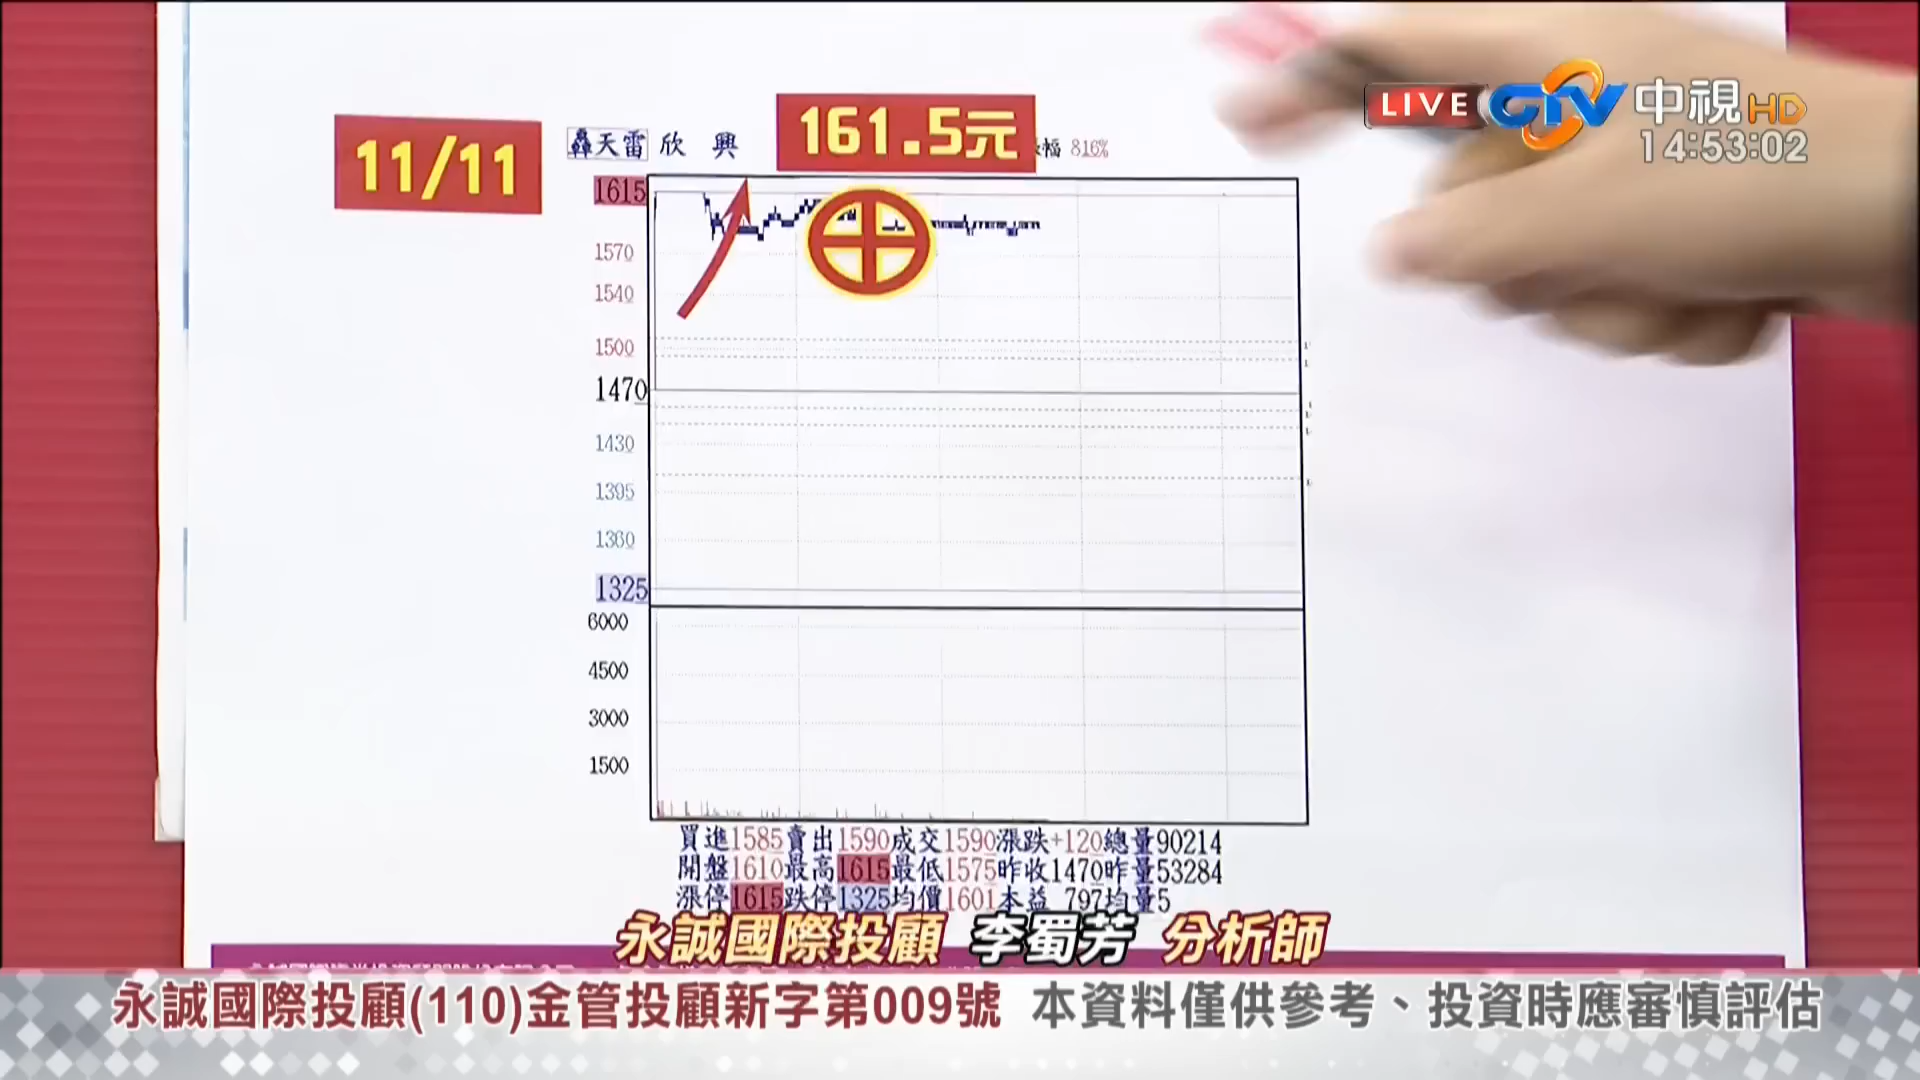 LIVE CTV 中視HD
14:53:02
11/11
轟天雷 欣 興 161.5元 幅 816%
1615
1570
1540
1500
1470
1430
1395
1360
1325
6000
4500
3000
1500
買進1585賣出1590成交1590漲跌+120總量90214
開盤1610最高1615最低1575昨收1470昨量53284
漲停1615跌停1325均價1601本益 797均量5
永誠國際投顧 李蜀芳 分析師
永誠國際投顧(110)金管投顧新字第009號 本資料僅供參考、投資時應審慎評估